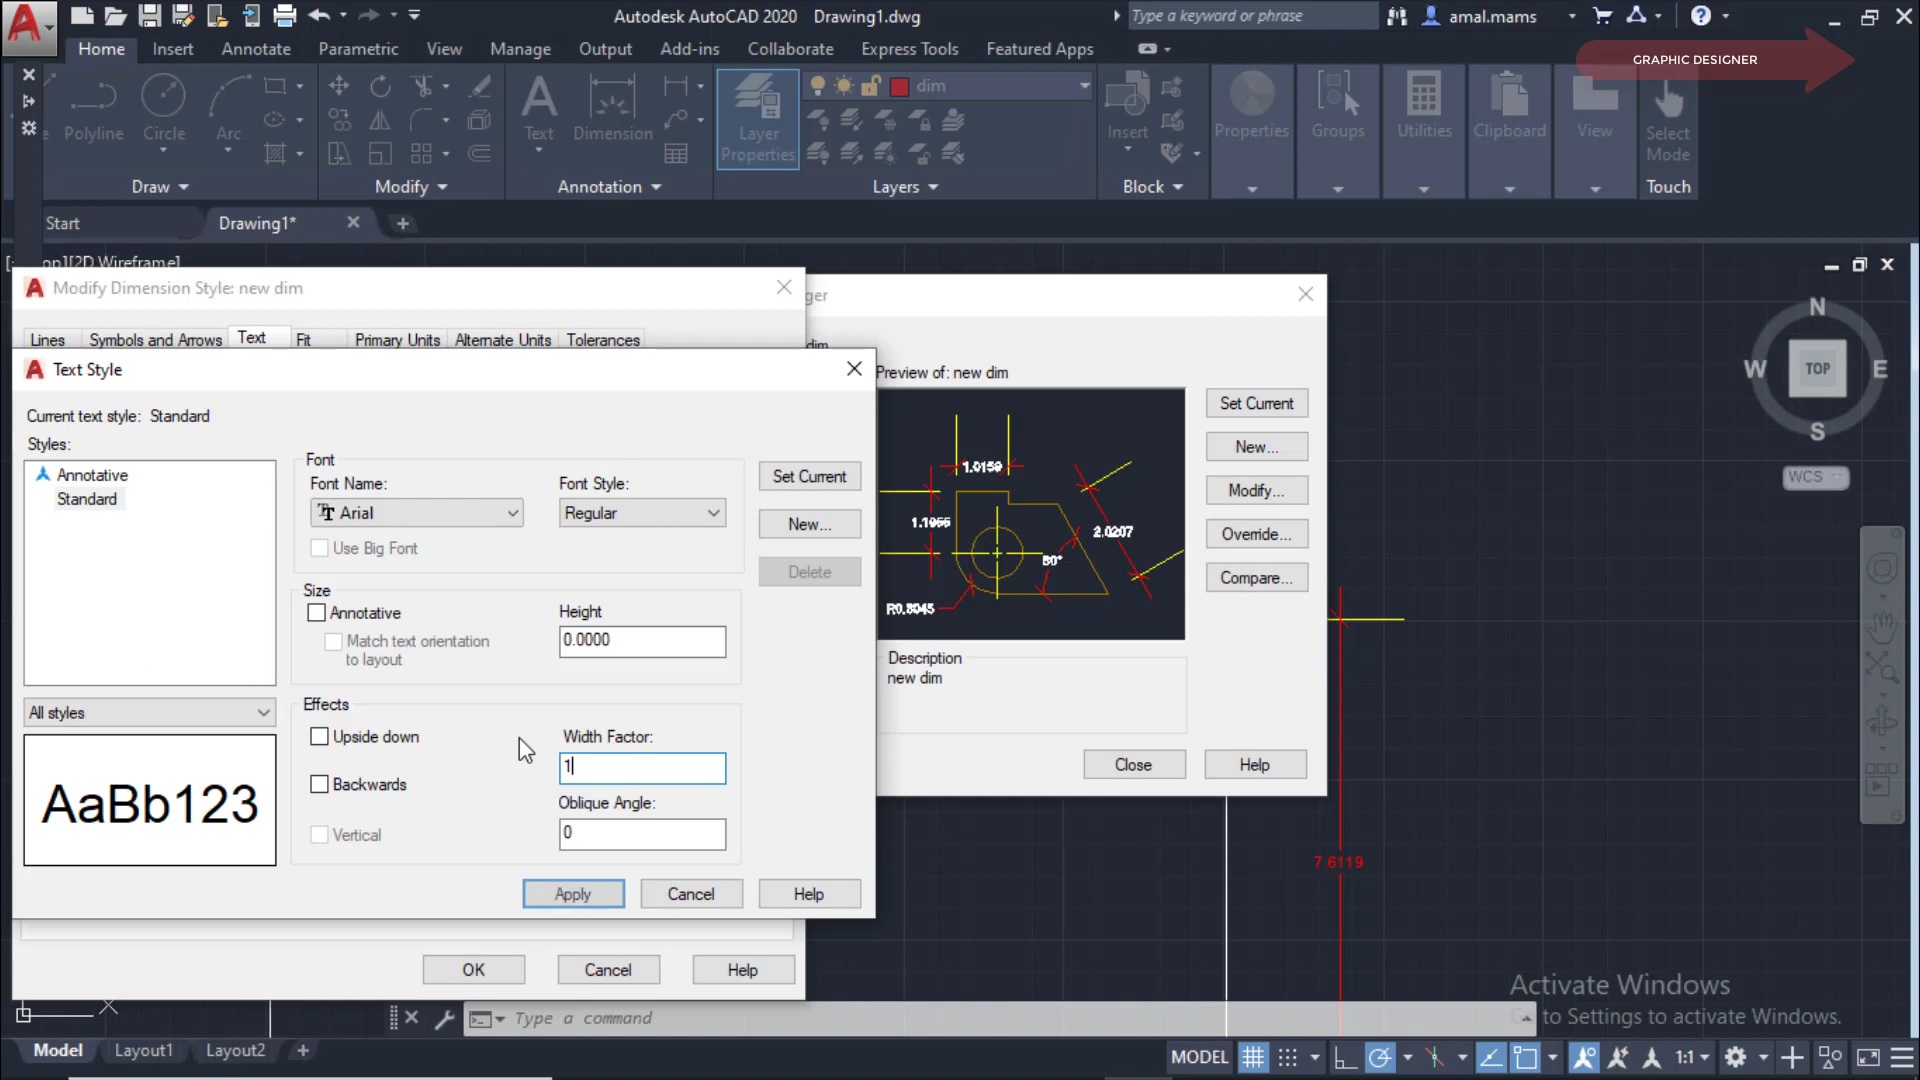 Autodesk AutoCAD 2020 Drawing1.dwg
Type a keyword or phrase
amal.mams
Home Insert Annotate Parametric View Manage Output Add-ins Collaborate Express Tools Featured Apps
GRAPHIC DESIGNER
Polyline Circle Arc
Text Dimension
Layer Properties
dim
Insert
Properties Groups Utilities Clipboard View
Select Mode
Draw Modify Annotation Layers Block Touch
Start Drawing1*
op][2D Wireframe]
Modify Dimension Style: new dim
Lines Symbols and Arrows Text Fit Primary Units Alternate Units Tolerances
Text Style
Current text style: Standard
Styles:
Annotative
Standard
All styles
AaBb123
Font
Font Name: Font Style:
Arial Regular
Use Big Font
Size
Annotative
Match text orientation
to layout
Height
0.0000
Effects
Upside down
Backwards
Vertical
Width Factor:
1
Oblique Angle:
0
Set Current
New...
Delete
Apply Cancel Help
OK Cancel Help
ger
dim
Preview of: new dim
1.0159
1.1955
2.0207
R0.8045
Description
new dim
Set Current
New...
Modify...
Override...
Compare...
Close Help
7.6119
N
W TOP E
S
WCS
Activate Windows
to Settings to activate Windows.
Type a command
Model Layout1 Layout2
MODEL 1:1